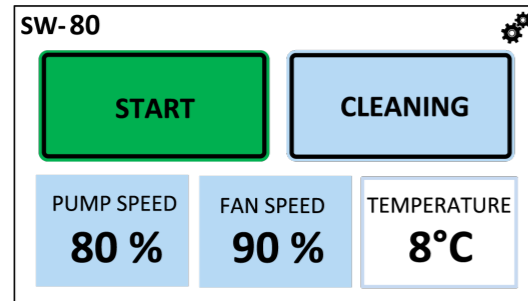 SW-80
START
CLEANING
PUMP SPEED
80 %
FAN SPEED
90 %
TEMPERATURE
8°C